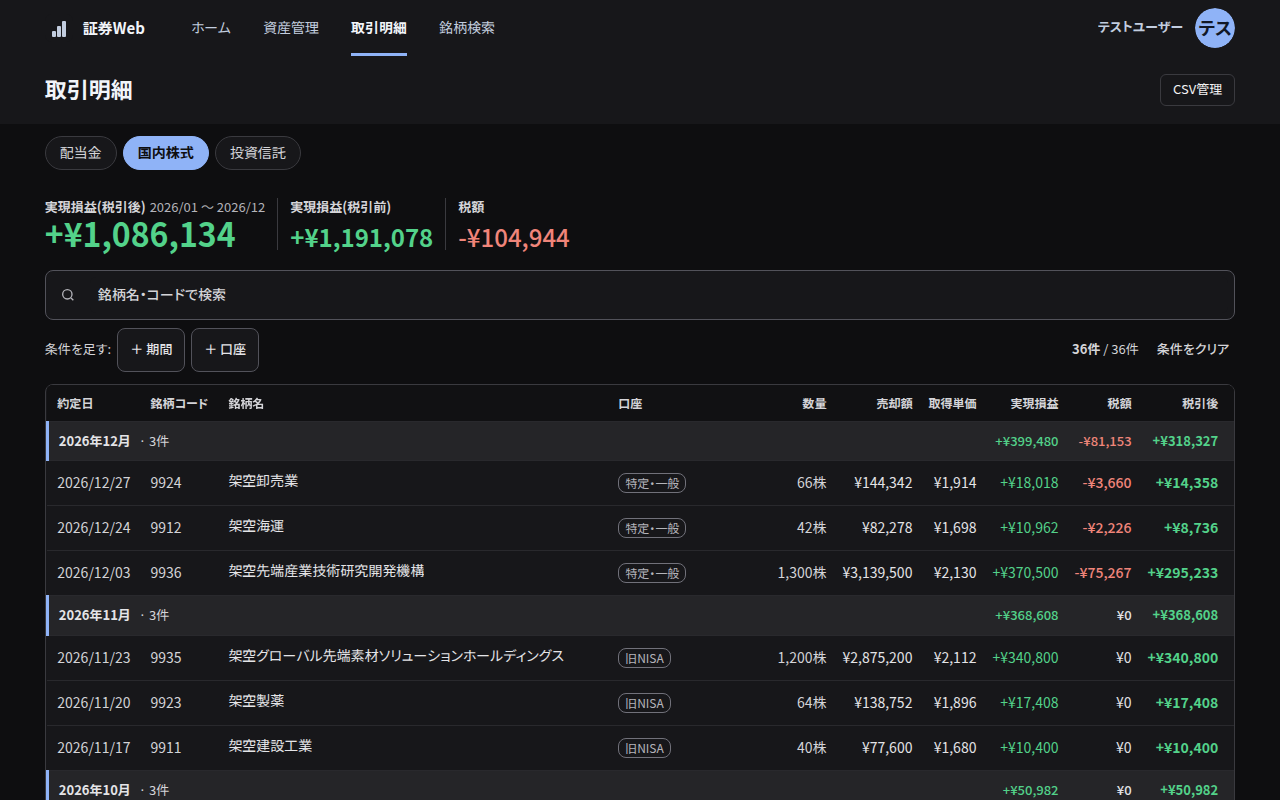 証券Web ホーム 資産管理 取引明細 銘柄検索 テストユーザー テス
取引明細 CSV管理
配当金 国内株式 投資信託
実現損益(税引後) 2026/01 〜 2026/12 実現損益(税引前) 税額
+¥1,086,134 +¥1,191,078 -¥104,944
銘柄名・コードで検索
条件を足す: ＋ 期間 ＋ 口座 36件 / 36件 条件をクリア
約定日 銘柄コード 銘柄名 口座 数量 売却額 取得単価 実現損益 税額 税引後
2026年12月 · 3件 +¥399,480 -¥81,153 +¥318,327
2026/12/27 9924 架空卸売業 特定・一般 66株 ¥144,342 ¥1,914 +¥18,018 -¥3,660 +¥14,358
2026/12/24 9912 架空海運 特定・一般 42株 ¥82,278 ¥1,698 +¥10,962 -¥2,226 +¥8,736
2026/12/03 9936 架空先端産業技術研究開発機構 特定・一般 1,300株 ¥3,139,500 ¥2,130 +¥370,500 -¥75,267 +¥295,233
2026年11月 · 3件 +¥368,608 ¥0 +¥368,608
2026/11/23 9935 架空グローバル先端素材ソリューションホールディングス 旧NISA 1,200株 ¥2,875,200 ¥2,112 +¥340,800 ¥0 +¥340,800
2026/11/20 9923 架空製薬 旧NISA 64株 ¥138,752 ¥1,896 +¥17,408 ¥0 +¥17,408
2026/11/17 9911 架空建設工業 旧NISA 40株 ¥77,600 ¥1,680 +¥10,400 ¥0 +¥10,400
2026年10月 · 3件 +¥50,982 ¥0 +¥50,982